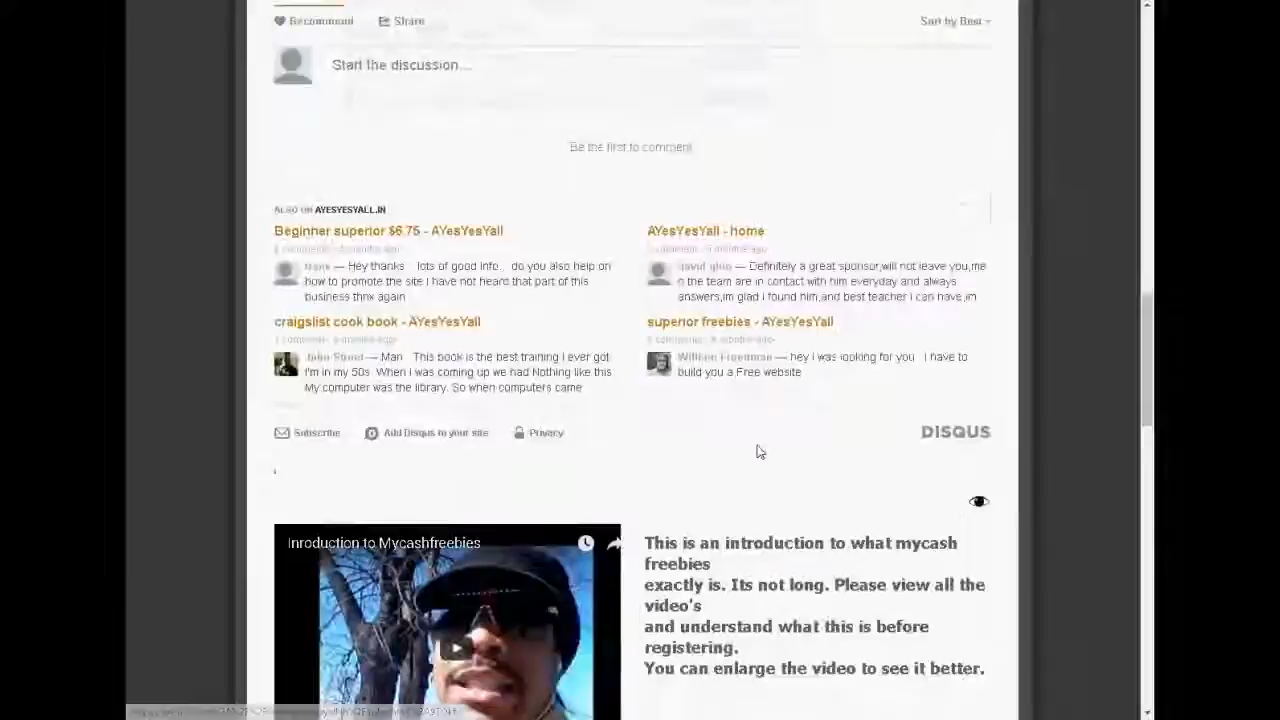 Recommend Share Sort by Best
Start the discussion...
Be the first to comment.
ALSO ON AYESYESYALL.IN
Beginner superior $6.75 - AYesYesYall
Hey thanks lots of good info... do you also help on
how to promote the site I have not heard that part of this
business thnx again
AYesYesYall - home
— Definitely a great sponsor,will not leave you,me
n the team are in contact with him everyday and always
answers,im glad i found him,and best teacher i can have,im
craigslist cook book - AYesYesYall
— Man This book is the best training I ever got
I'm in my 50s When I was coming up we had Nothing like this
My computer was the library. So when computers came
superior freebies - AYesYesYall
William Freedman — hey i was looking for you I have to
build you a Free website
Subscribe Add Disqus to your site Privacy DISQUS
Inroduction to Mycashfreebies
This is an introduction to what mycash
freebies
exactly is. Its not long. Please view all the
video's
and understand what this is before
registering.
You can enlarge the video to see it better.